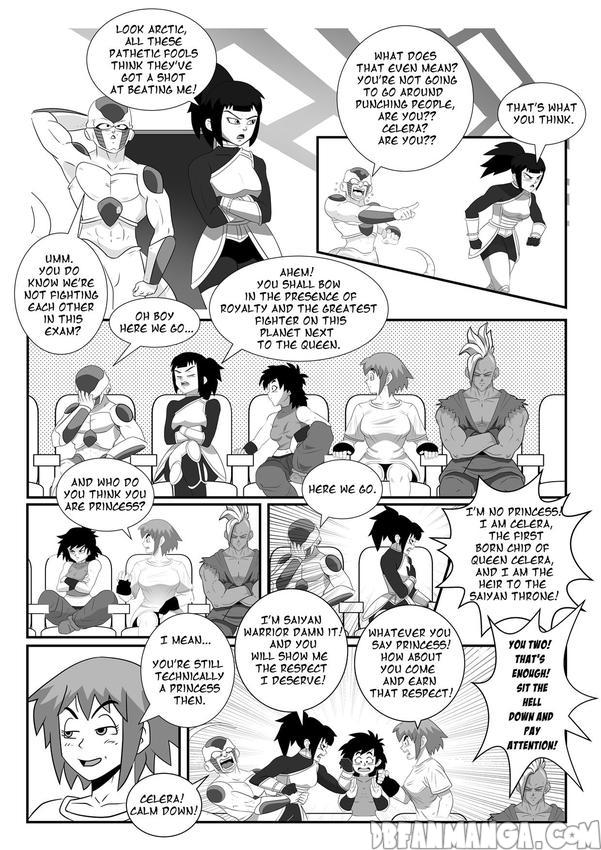 LOOK ARCTIC,
ALL THESE
PATHETIC FOOLS
THINK THEY'VE
GOT A SHOT
AT BEATING ME!
WHAT DOES
THAT EVEN MEAN?
YOU'RE NOT GOING
TO GO AROUND
PUNCHING PEOPLE,
ARE YOU??
CELERA?
ARE YOU??
THAT'S WHAT
YOU THINK.
UMM.
YOU DO
KNOW WE'RE
NOT FIGHTING
EACH OTHER
IN THIS
EXAM?
OH BOY
HERE WE GO...
AHEM!
YOU SHALL BOW
IN THE PRESENCE OF
ROYALTY AND THE GREATEST
FIGHTER ON THIS
PLANET NEXT
TO THE QUEEN.
AND WHO DO
YOU THINK YOU
ARE PRINCESS?
HERE WE GO.
I'M NO PRINCESS!
I AM CELERA,
THE FIRST
BORN CHID OF
QUEEN CELERA,
AND I AM THE
HEIR TO THE
SAIYAN THRONE!
I MEAN...
YOU'RE STILL
TECHNICALLY
A PRINCESS
THEN.
I'M SAIYAN
WARRIOR DAMN IT!
AND YOU
WILL SHOW ME
THE RESPECT
I DESERVE!
WHATEVER YOU
SAY PRINCESS!
HOW ABOUT
YOU COME
AND EARN
THAT RESPECT!
YOU TWO!
THAT'S
ENOUGH!
SIT THE
HELL
DOWN AND
PAY
ATTENTION!
CELERA!
CALM DOWN!
DBFANMANGA.COM